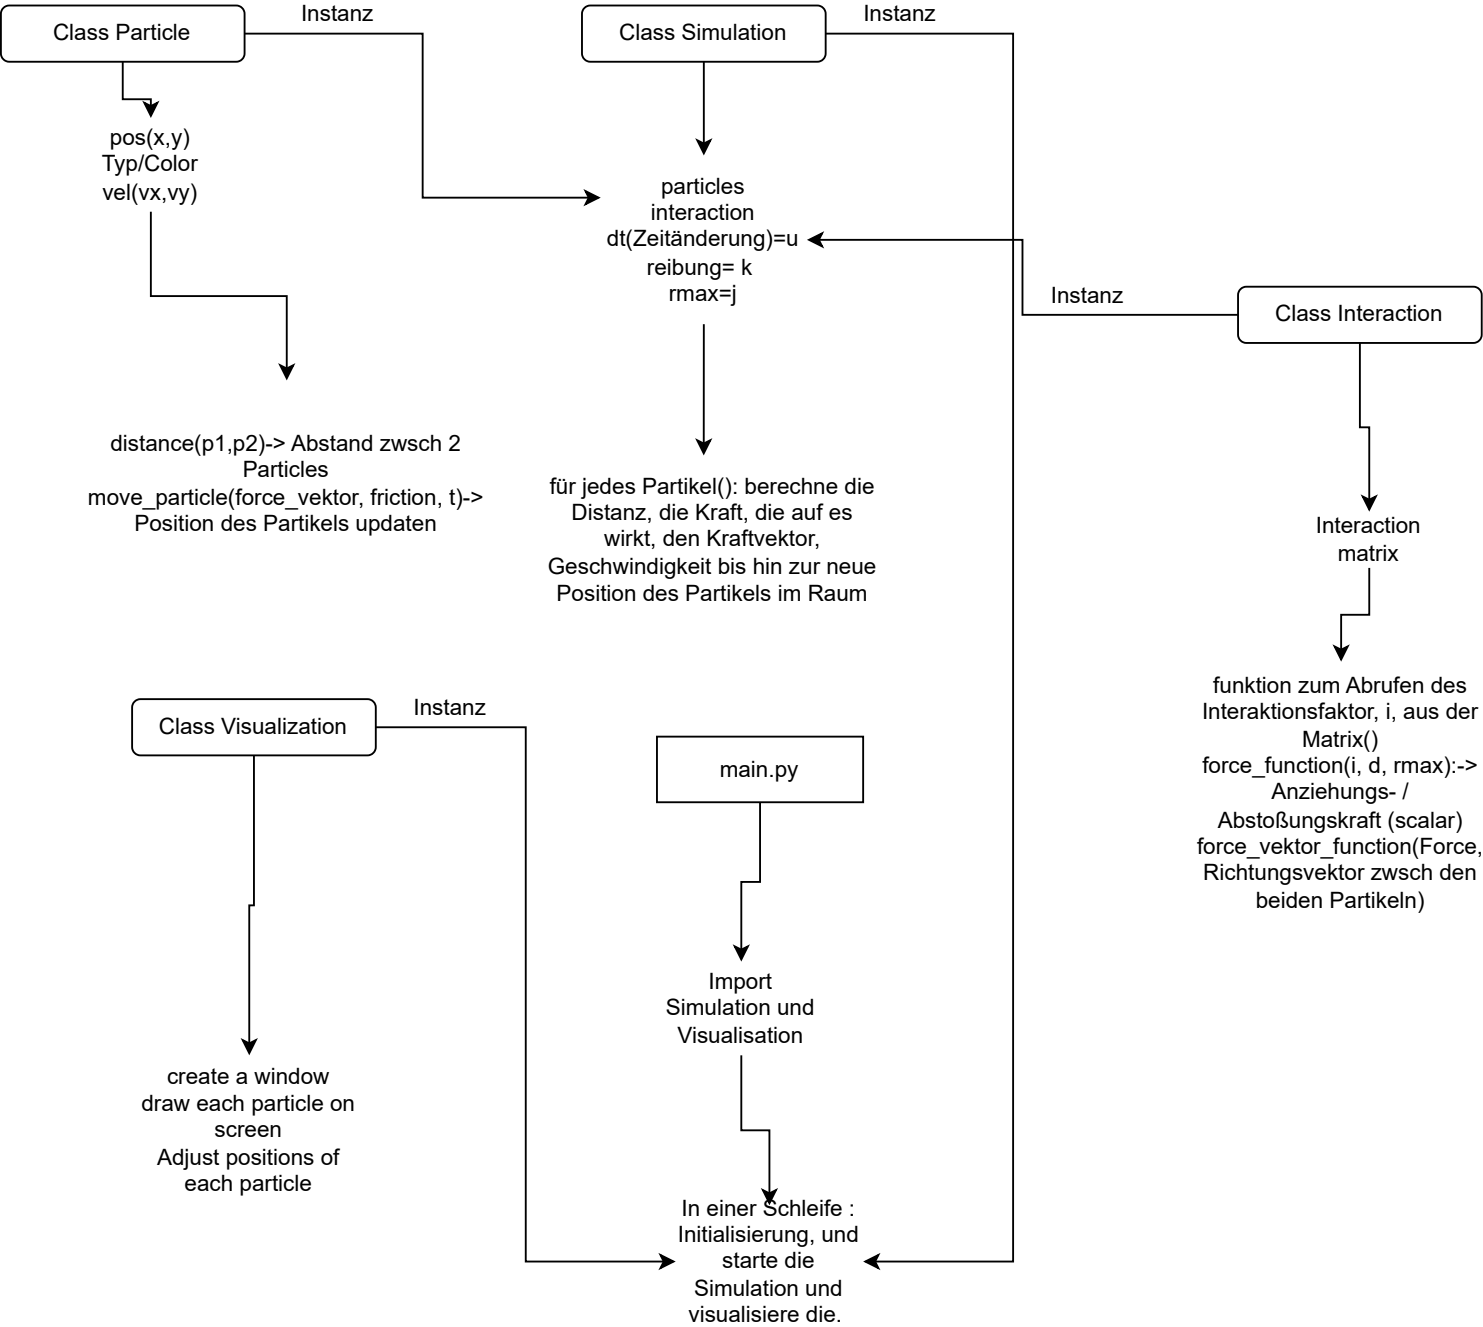 Class Particle
Instanz
pos(x,y)
Typ/Color
vel(vx,vy)
distance(p1,p2)-> Abstand zwsch 2
Particles
move_particle(force_vektor, friction, t)->
Position des Partikels updaten
Class Simulation
Instanz
particles
interaction
dt(Zeitänderung)=u
reibung= k
rmax=j
für jedes Partikel(): berechne die
Distanz, die Kraft, die auf es
wirkt, den Kraftvektor,
Geschwindigkeit bis hin zur neue
Position des Partikels im Raum
Instanz
Class Interaction
Interaction
matrix
funktion zum Abrufen des
Interaktionsfaktor, i, aus der
Matrix()
force_function(i, d, rmax):->
Anziehungs- /
Abstoßungskraft (scalar)
force_vektor_function(Force,
Richtungsvektor zwsch den
beiden Partikeln)
Class Visualization
Instanz
create a window
draw each particle on
screen
Adjust positions of
each particle
main.py
Import
Simulation und
Visualisation
In einer Schleife :
Initialisierung, und
starte die
Simulation und
visualisiere die.